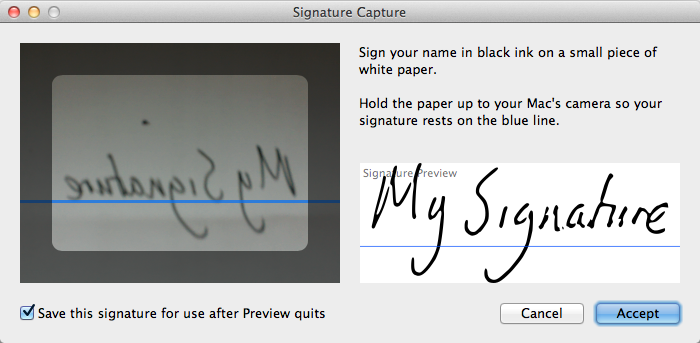 Signature Capture
My Signature
Sign your name in black ink on a small piece of
white paper.
Hold the paper up to your Mac's camera so your
signature rests on the blue line.
Signature Preview
My Signature
Save this signature for use after Preview quits
Cancel
Accept